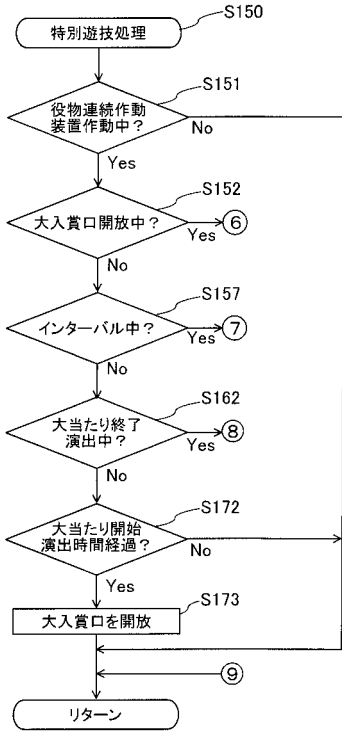 S150
特別遊技処理
S151
役物連続作動
装置作動中？
No
Yes
S152
大入賞口開放中？
Yes
⑥
No
S157
インターバル中？
Yes
⑦
No
S162
大当たり終了
演出中？
Yes
⑧
No
S172
大当たり開始
演出時間経過？
No
Yes
S173
大入賞口を開放
⑨
リターン